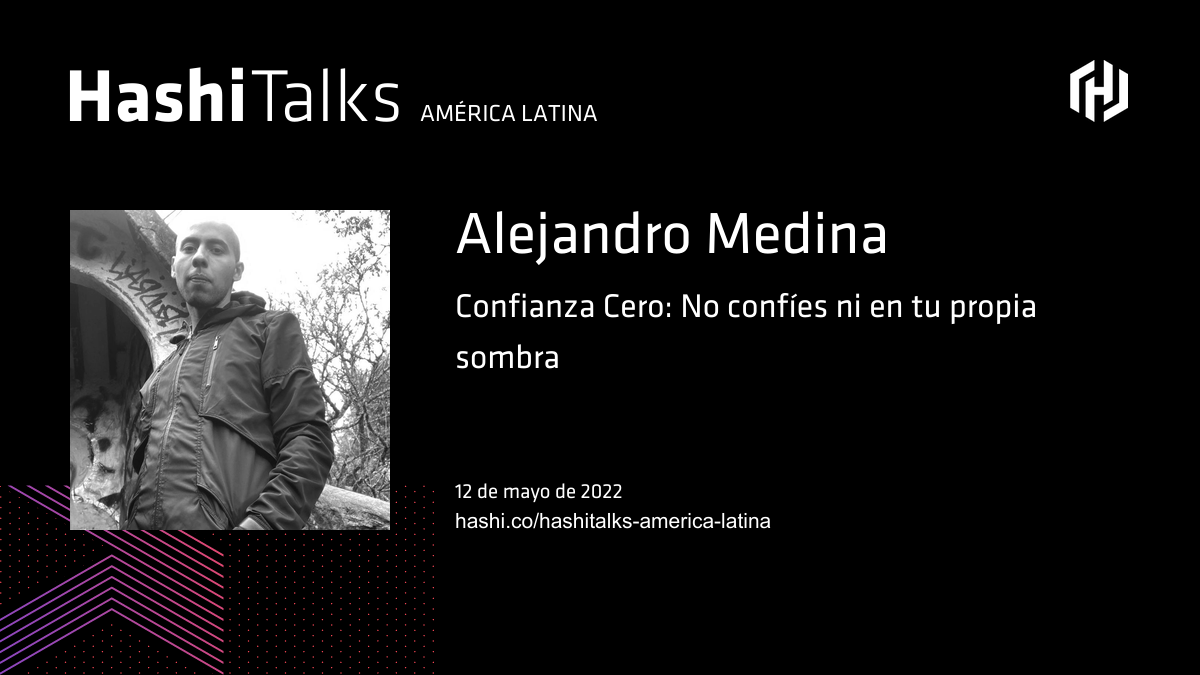 HashiTalks AMÉRICA LATINA
Alejandro Medina
Confianza Cero: No confíes ni en tu propia
sombra
12 de mayo de 2022
hashi.co/hashitalks-america-latina